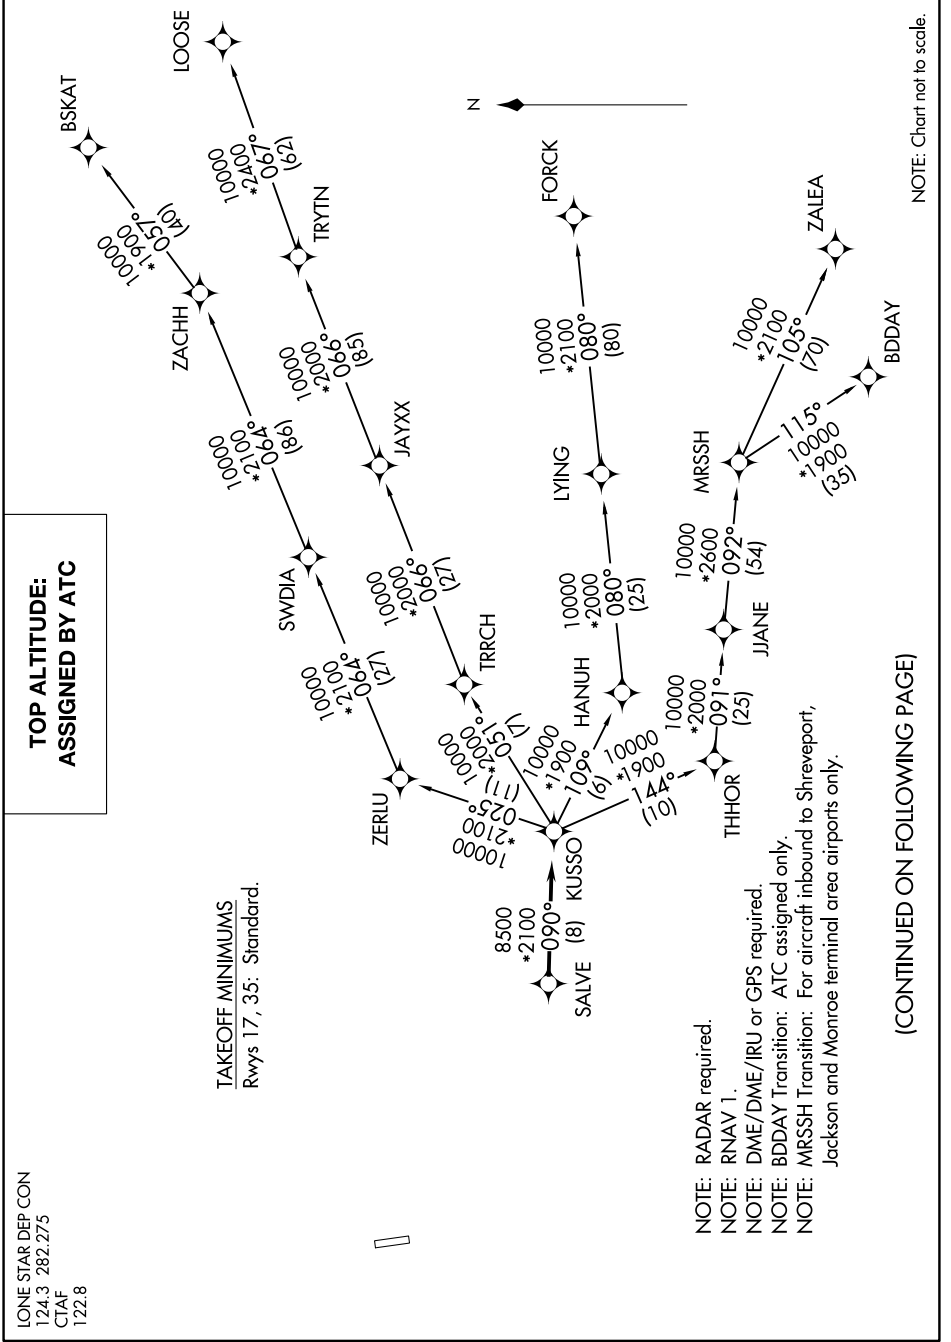 LONE STAR DEP CON
124.3 282.275
CTAF
122.8
TOP ALTITUDE:
ASSIGNED BY ATC
TAKEOFF MINIMUMS
Rwys 17, 35: Standard.
BSKAT
10000
*1900
057°
(40)
ZACHH
10000
*2100
064°
(86)
SWDIA
10000
*2100
064°
(27)
ZERLU
10000
*2100
025°
(11)
LOOSE
10000
*2400
067°
(62)
TRYTN
10000
*2000
066°
(85)
JAYXX
10000
*2000
066°
(27)
TRRCH
10000
*2000
051°
(7)
N
FORCK
10000
*2100
080°
(80)
LYING
10000
*2000
080°
(25)
HANUH
10000
*1900
109°
(6)
SALVE
8500
*2100
090°
(8)
KUSSO
10000
*1900
144°
(10)
THHOR
10000
*2000
091°
(25)
JJANE
10000
*2600
092°
(54)
MRSSH
10000
*2100
105°
(70)
ZALEA
115°
10000
*1900
(35)
BDDAY
NOTE: RADAR required.
NOTE: RNAV 1.
NOTE: DME/DME/IRU or GPS required.
NOTE: BDDAY Transition: ATC assigned only.
NOTE: MRSSH Transition: For aircraft inbound to Shreveport,
Jackson and Monroe terminal area airports only.
(CONTINUED ON FOLLOWING PAGE)
NOTE: Chart not to scale.